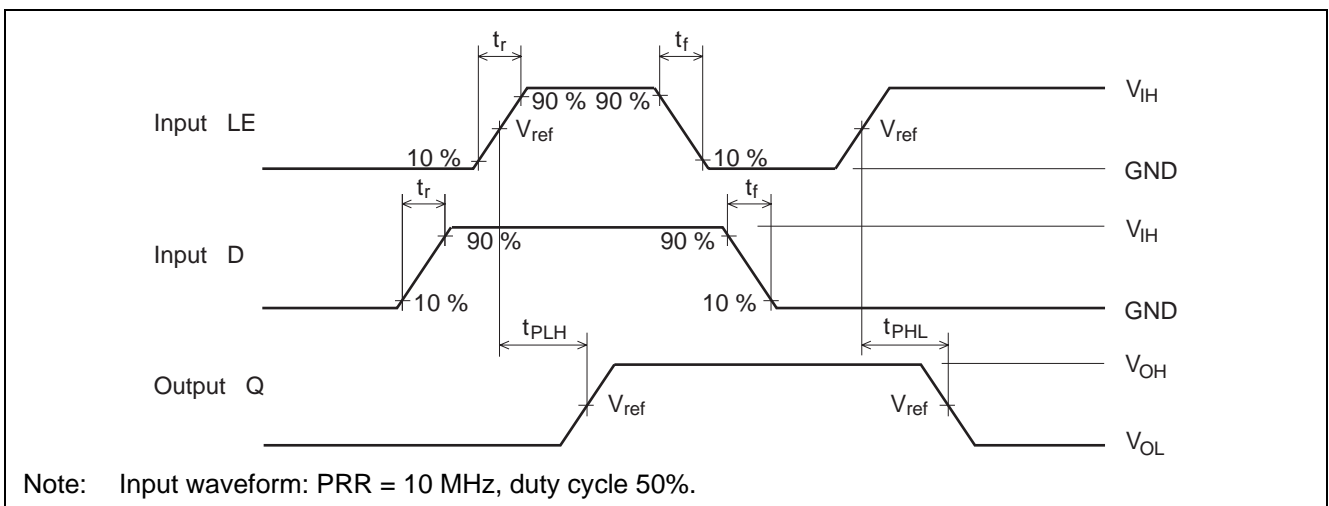 tr tf
90 % 90 % VIH
Input LE Vref Vref
10 % 10 % GND
tr tf
90 % 90 % VIH
Input D
10 % 10 % GND
tPLH tPHL
VOH
Output Q
Vref Vref
VOL
Note: Input waveform: PRR = 10 MHz, duty cycle 50%.